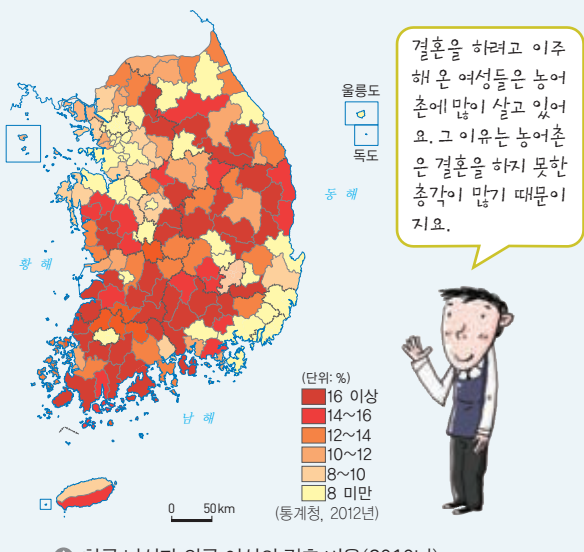 결혼을 하려고 이주
해 온 여성들은 농어
촌에 많이 살고 있어
요. 그 이유는 농어촌
은 결혼을 하지 못한
총각이 많기 때문이
지요.
울릉도
독도
동 해
황 해
남 해
(단위: %)
16 이상
14~16
12~14
10~12
8~10
8 미만
(통계청, 2012년)
0 50km